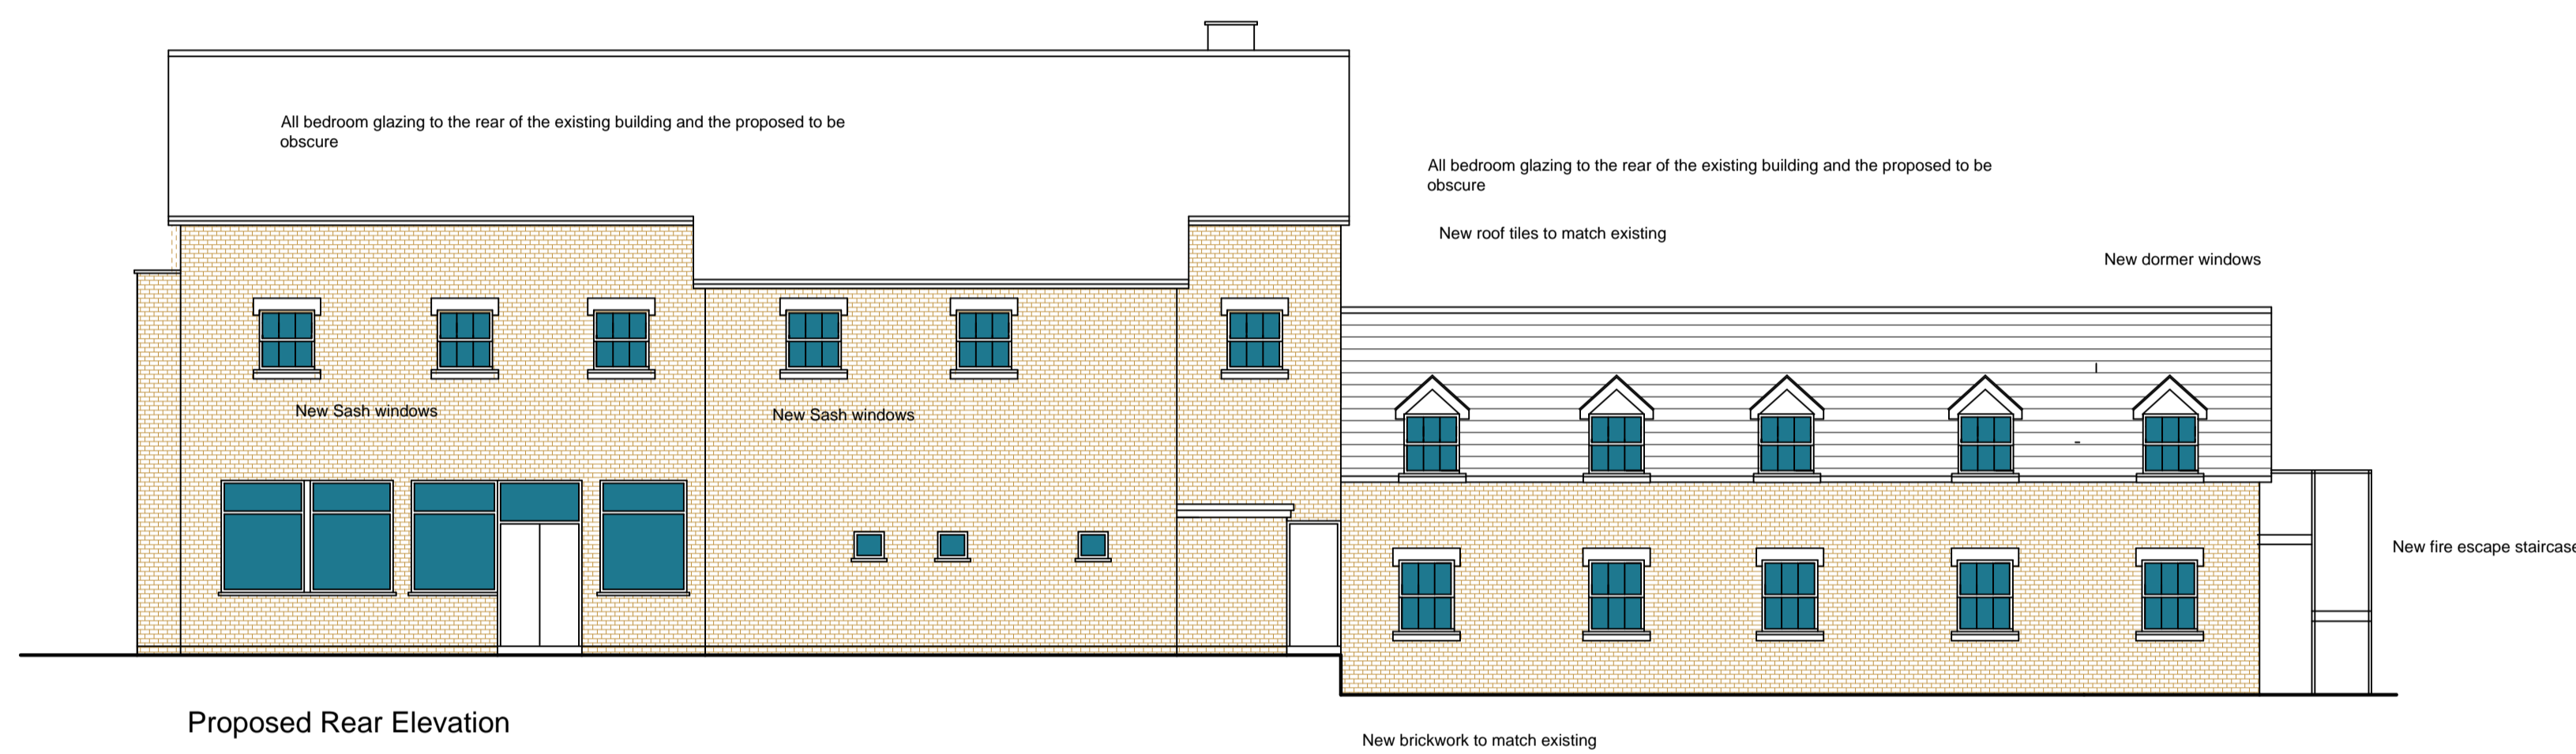 All bedroom glazing to the rear of the existing building and the proposed to be
obscure
All bedroom glazing to the rear of the existing building and the proposed to be
obscure
New roof tiles to match existing
New dormer windows
New Sash windows
New Sash windows
New fire escape staircase
Proposed Rear Elevation
New brickwork to match existing